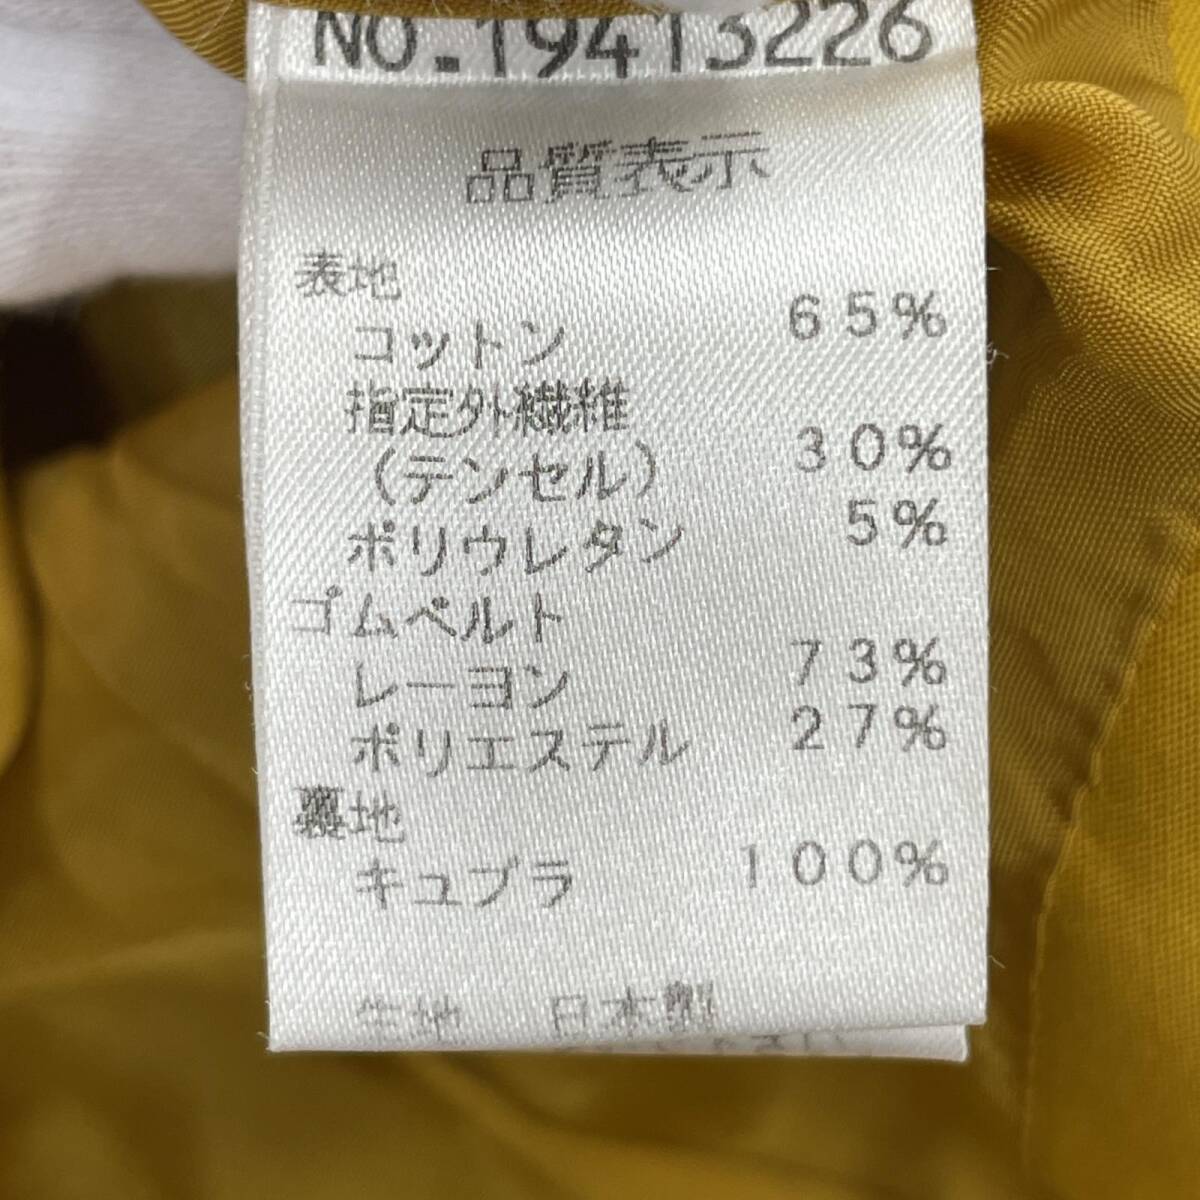 NO.19413226
品質表示
表地
コットン 65%
指定外繊維
（テンセル） 30%
ポリウレタン 5%
ゴムベルト
レーヨン 73%
ポリエステル 27%
裏地
キュプラ 100%
生地 日本製